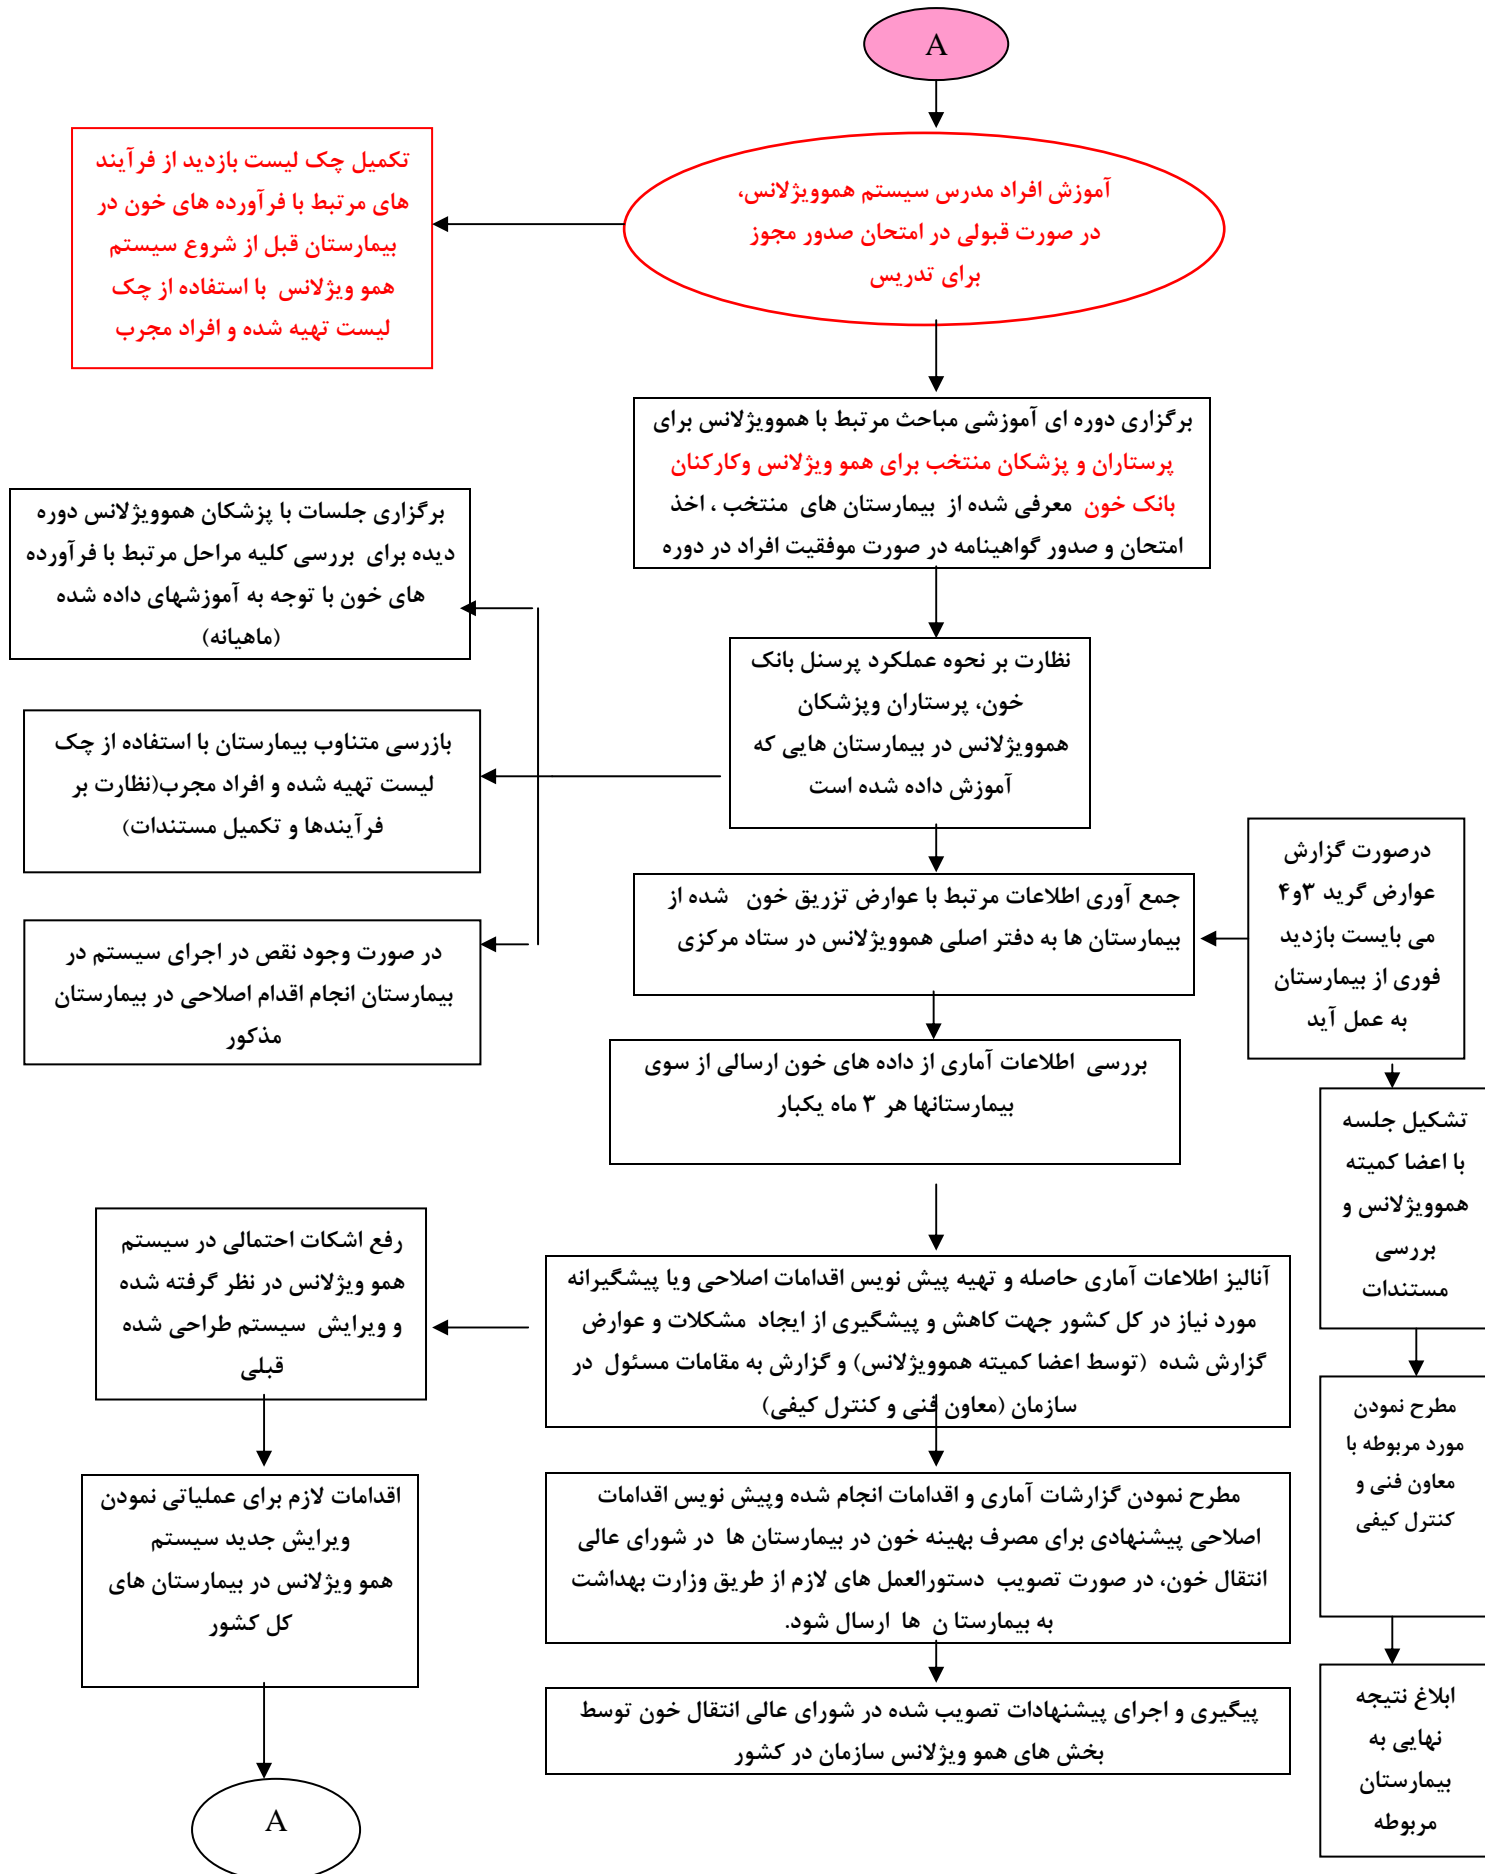 A
آموزش افراد مدرس سیستم هموویژلانس،
در صورت قبولی در امتحان صدور مجوز
برای تدریس
تکمیل چک لیست بازدید از فرآیند
های مرتبط با فرآورده های خون در
بیمارستان قبل از شروع سیستم
همو ویژلانس با استفاده از چک
لیست تهیه شده و افراد مجرب
برگزاری دوره ای آموزشی مباحث مرتبط با هموویژلانس برای
پرستاران و پزشکان منتخب برای همو ویژلانس وکارکنان
بانک خون معرفی شده از بیمارستان های منتخب ، اخذ
امتحان و صدور گواهینامه در صورت موفقیت افراد در دوره
برگزاری جلسات با پزشکان هموویژلانس دوره
دیده برای بررسی کلیه مراحل مرتبط با فرآورده
های خون با توجه به آموزشهای داده شده
(ماهیانه)
نظارت بر نحوه عملکرد پرسنل بانک
خون، پرستاران وپزشکان
هموویژلانس در بیمارستان هایی که
آموزش داده شده است
بازرسی متناوب بیمارستان با استفاده از چک
لیست تهیه شده و افراد مجرب(نظارت بر
فرآیندها و تکمیل مستندات)
در صورت وجود نقص در اجرای سیستم در
بیمارستان انجام اقدام اصلاحی در بیمارستان
مذکور
درصورت گزارش
عوارض گرید ۳و۴
می بایست بازدید
فوری از بیمارستان
به عمل آید
جمع آوری اطلاعات مرتبط با عوارض تزریق خون شده از
بیمارستان ها به دفتر اصلی هموویژلانس در ستاد مرکزی
بررسی اطلاعات آماری از داده های خون ارسالی از سوی
بیمارستانها هر ۳ ماه یکبار
تشکیل جلسه
با اعضا کمیته
هموویژلانس و
بررسی
مستندات
آنالیز اطلاعات آماری حاصله و تهیه پیش نویس اقدامات اصلاحی ویا پیشگیرانه
مورد نیاز در کل کشور جهت کاهش و پیشگیری از ایجاد مشکلات و عوارض
گزارش شده (توسط اعضا کمیته هموویژلانس) و گزارش به مقامات مسئول در
سازمان (معاون فنی و کنترل کیفی)
رفع اشکات احتمالی در سیستم
همو ویژلانس در نظر گرفته شده
و ویرایش سیستم طراحی شده
قبلی
مطرح نمودن
مورد مربوطه با
معاون فنی و
کنترل کیفی
اقدامات لازم برای عملیاتی نمودن
ویرایش جدید سیستم
همو ویژلانس در بیمارستان های
کل کشور
مطرح نمودن گزارشات آماری و اقدامات انجام شده وپیش نویس اقدامات
اصلاحی پیشنهادی برای مصرف بهینه خون در بیمارستان ها در شورای عالی
انتقال خون، در صورت تصویب دستورالعمل های لازم از طریق وزارت بهداشت
به بیمارستا ن ها ارسال شود.
ابلاغ نتیجه
نهایی به
بیمارستان
مربوطه
پیگیری و اجرای پیشنهادات تصویب شده در شورای عالی انتقال خون توسط
بخش های همو ویژلانس سازمان در کشور
A